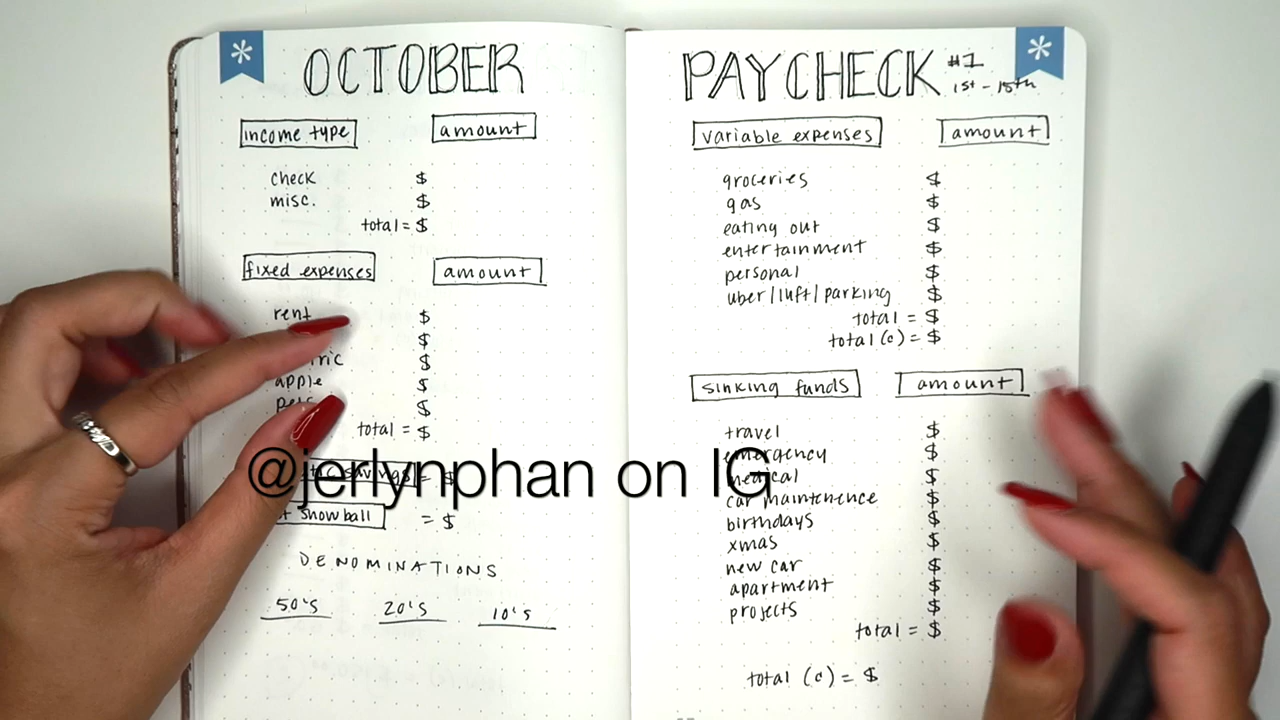 OCTOBER
income type amount
check $
misc. $
total = $
fixed expenses amount
rent $
$
$
apple $
$
total = $
savings = $
snowball = $
DENOMINATIONS
50's 20's 10's
PAYCHECK #1
1st - 15th
variable expenses amount
groceries $
gas $
eating out $
entertainment $
personal $
uber/luft/parking $
total = $
total (c) = $
sinking funds amount
travel $
emergency $
medical $
car maintenence $
birthdays $
xmas $
new car $
apartment $
projects $
total = $
total (c) = $
@jerlynphan on IG